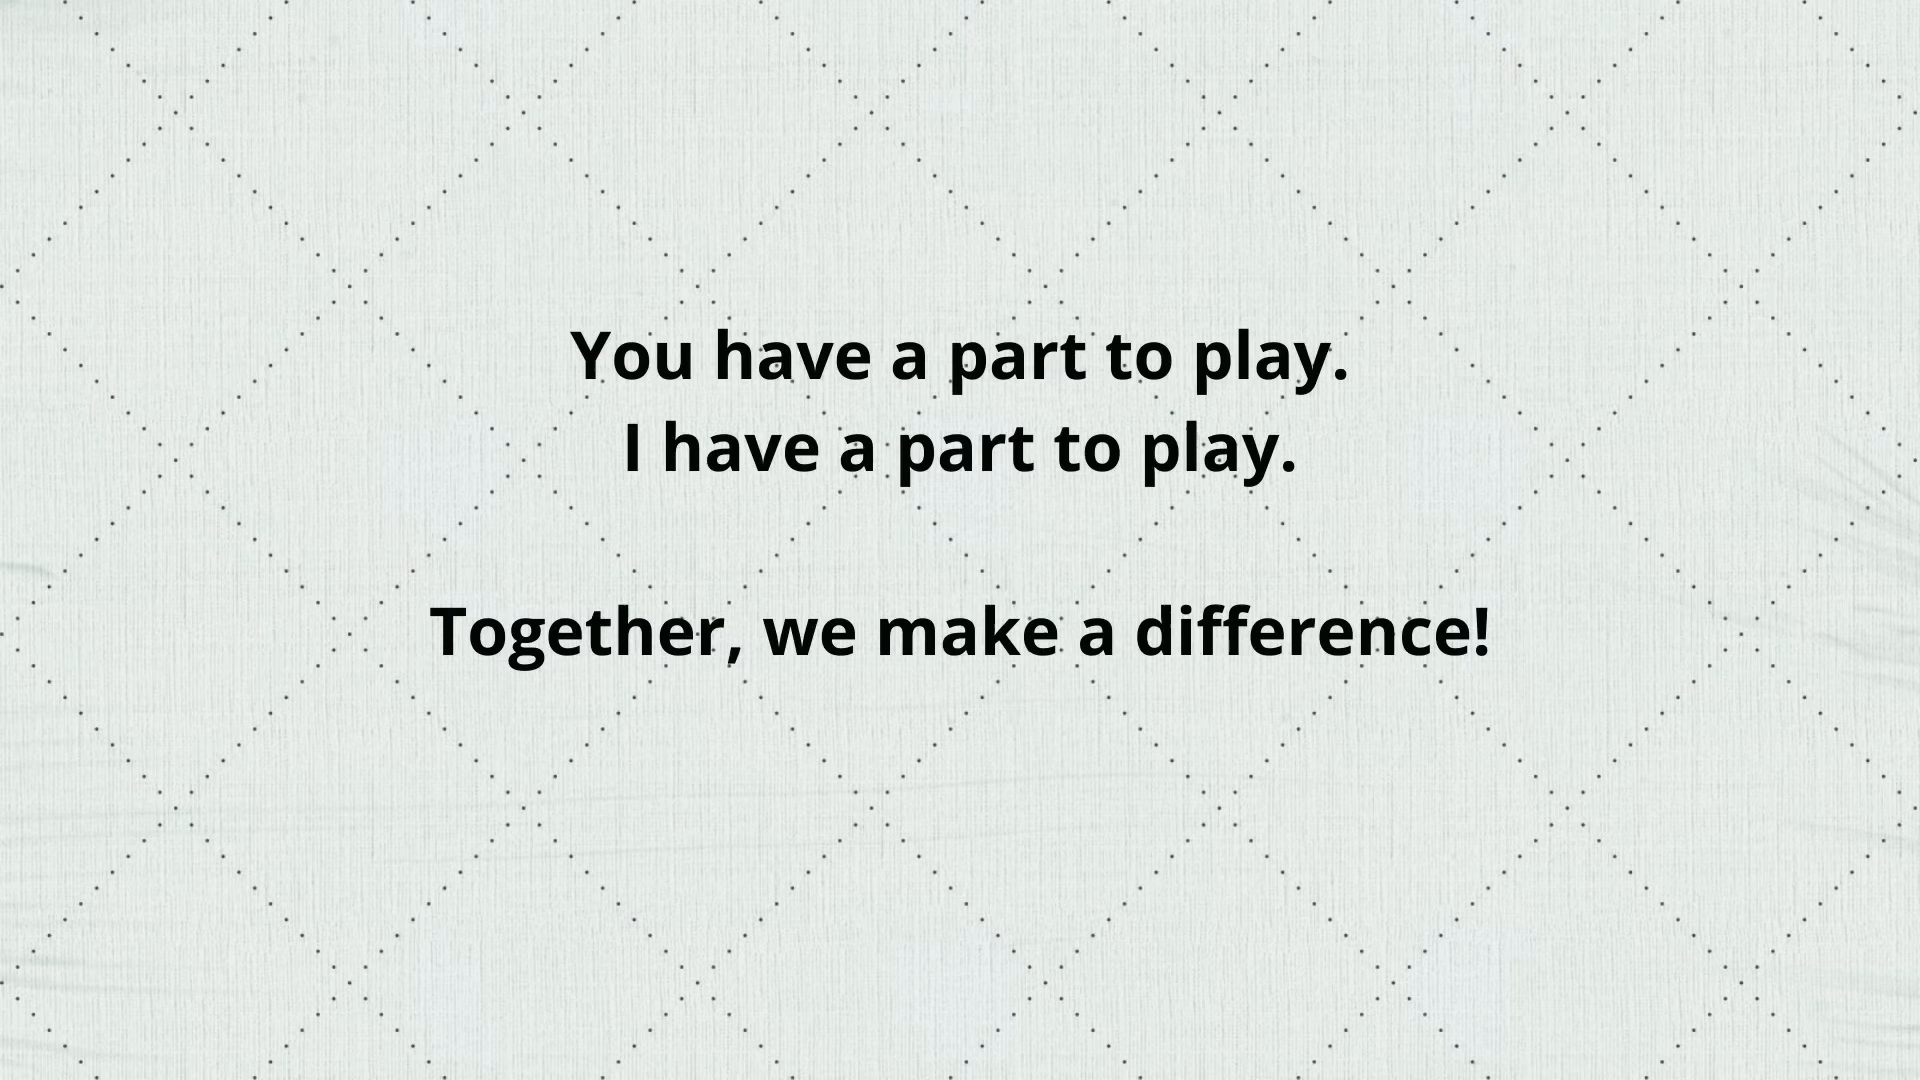 You have a part to play.
I have a part to play.
Together, we make a difference!